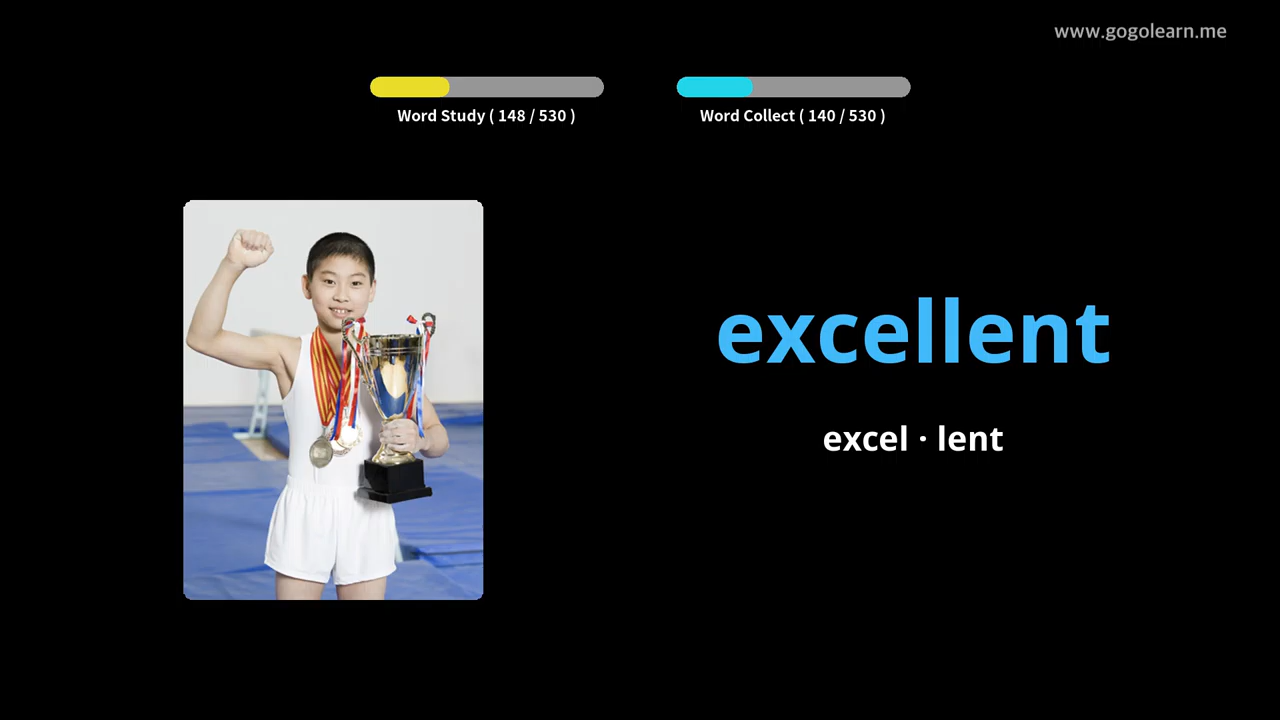 www.gogolearn.me
Word Study ( 148 / 530 )
Word Collect ( 140 / 530 )
excellent
excel · lent